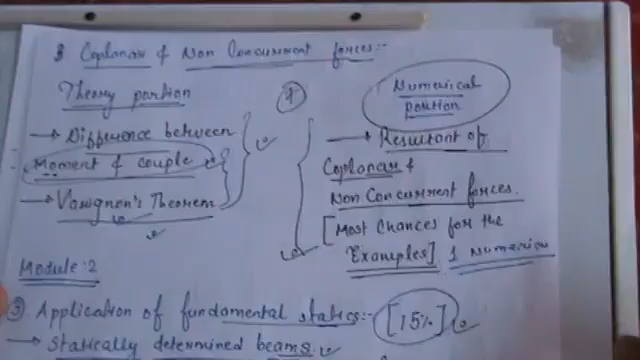 3 Coplanar & Non Concurrent forces:-
Theory portion
→ Difference between
Moment & couple
→ Varignon's Theorem
Numerical
portion
→ Resultant of
Coplanar &
Non Concurrent forces.
[Most Chances for the
Examples] 1 Numerical
Module:2
Application of fundamental statics:- [15%]
→ Statically determined beams